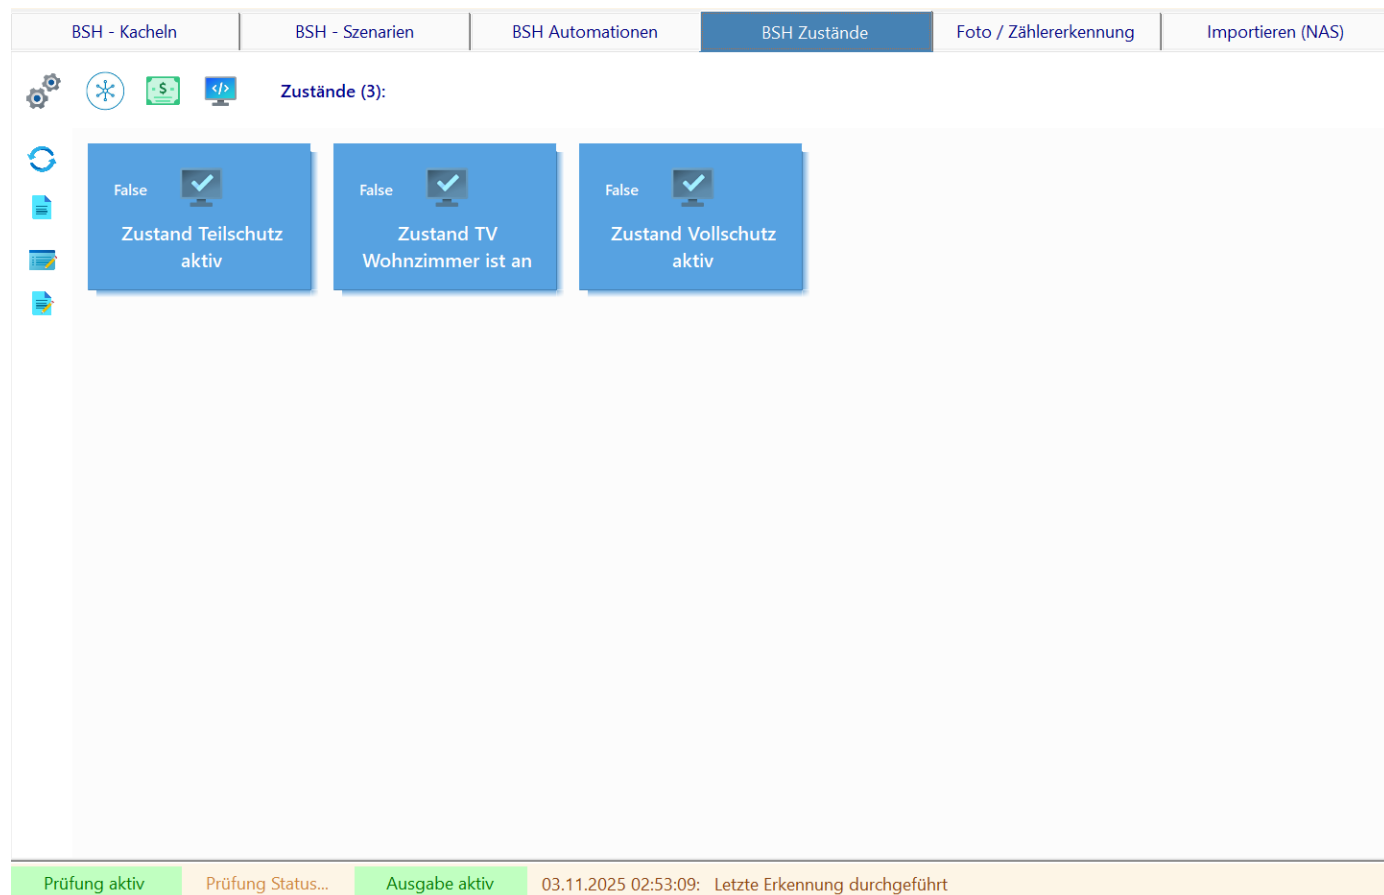 BSH - Kacheln
BSH - Szenarien
BSH Automationen
BSH Zustände
Foto / Zählererkennung
Importieren (NAS)
$
</>
Zustände (3):
False
Zustand Teilschutz
aktiv
False
Zustand TV
Wohnzimmer ist an
False
Zustand Vollschutz
aktiv
Prüfung aktiv
Prüfung Status...
Ausgabe aktiv
03.11.2025 02:53:09: Letzte Erkennung durchgeführt